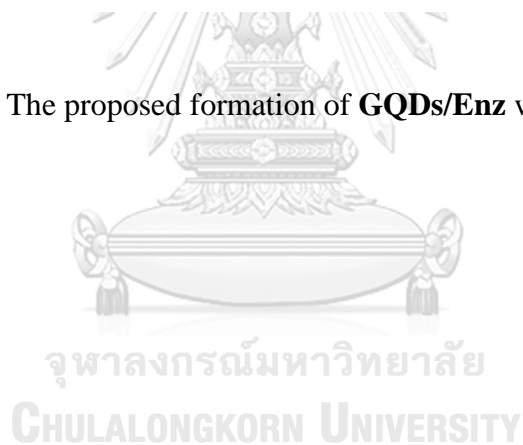 The proposed formation of GQDs/Enz
จุฬาลงกรณ์มหาวิทยาลัย
CHULALONGKORN UNIVERSITY